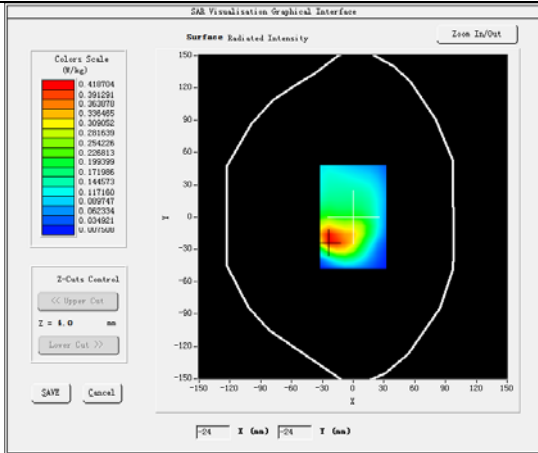 SAR Visualisation Graphical Interface
Surface Radiated Intensity
Zoom In/Out
Colors Scale
(W/kg)
0.418704
0.391291
0.363878
0.336465
0.309052
0.281639
0.254226
0.226813
0.199399
0.171986
0.144573
0.117160
0.089747
0.062334
0.034921
0.007508
150
120
90
60
30
0
-30
-60
-90
-120
-150
Y
-150 -120 -90 -60 -30 0 30 60 90 120 150
X
Z-Cuts Control
<< Upper Cut
Z = 4.0 mm
Lower Cut >>
SAVE Cancel
-24 X (mm) -24 Y (mm)